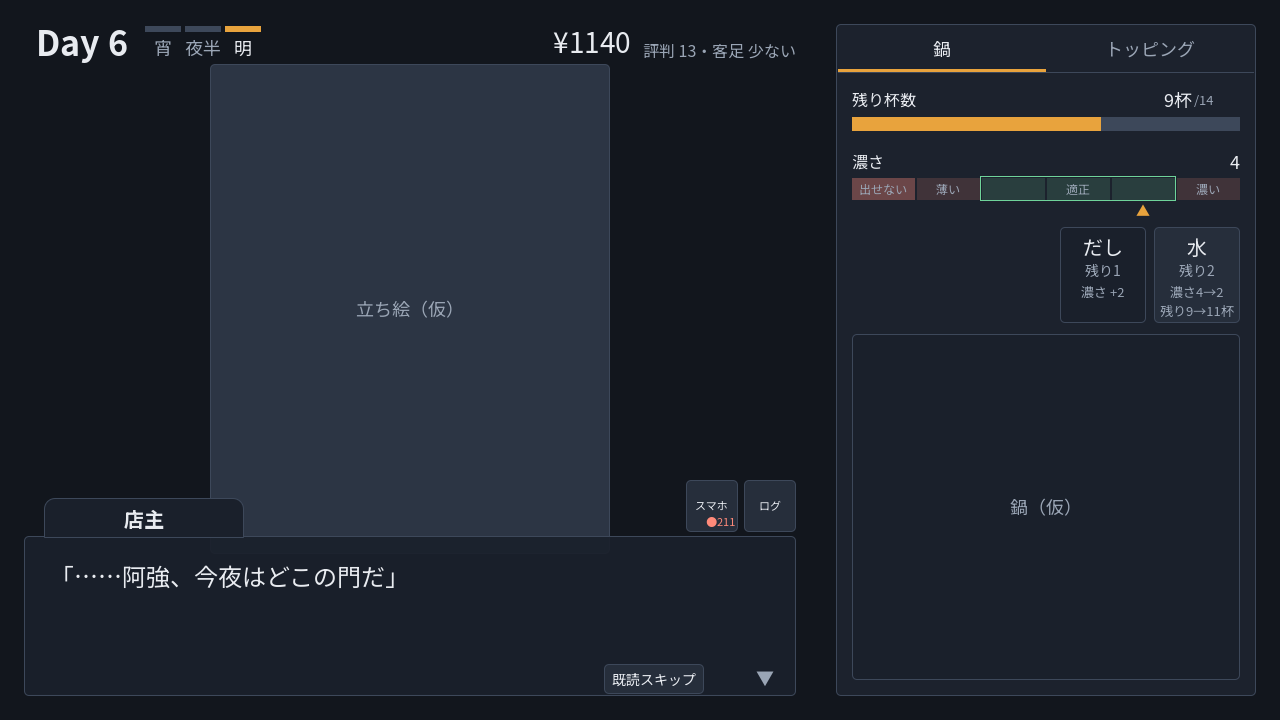 Day 6
宵 夜半 明
¥1140
評判 13・客足 少ない
立ち絵（仮）
スマホ
211
ログ
店主
「……阿強、今夜はどこの門だ」
既読スキップ
▼
鍋 トッピング
残り杯数 9杯/14
濃さ 4
出せない 薄い 適正 濃い
だし
残り1
濃さ +2
水
残り2
濃さ4→2
残り9→11杯
鍋（仮）